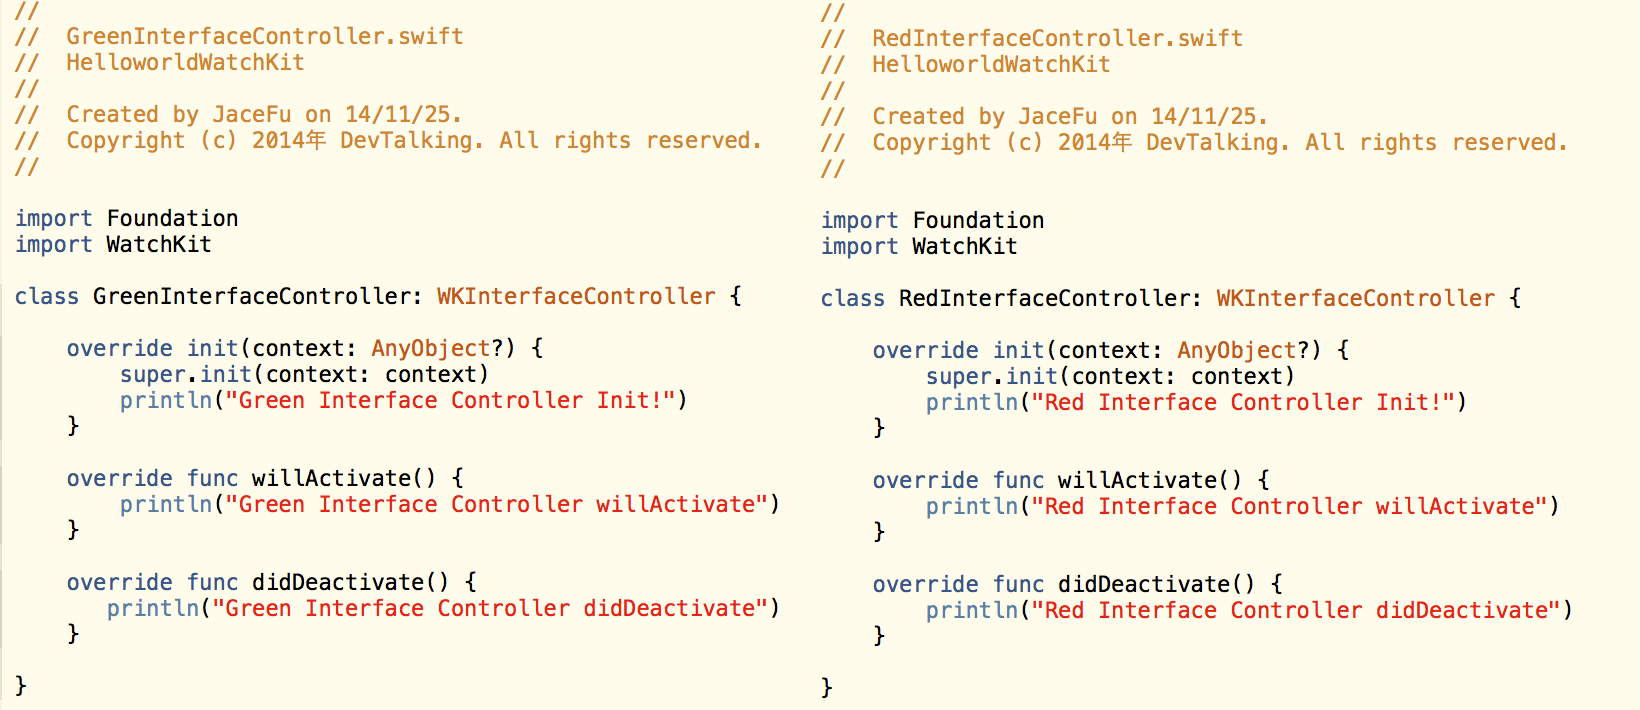 //
//  GreenInterfaceController.swift
//  HelloworldWatchKit
//
//  Created by JaceFu on 14/11/25.
//  Copyright (c) 2014年 DevTalking. All rights reserved.
//

import Foundation
import WatchKit

class GreenInterfaceController: WKInterfaceController {

    override init(context: AnyObject?) {
        super.init(context: context)
        println("Green Interface Controller Init!")
    }

    override func willActivate() {
        println("Green Interface Controller willActivate")
    }

    override func didDeactivate() {
       println("Green Interface Controller didDeactivate")
    }

}
//
//  RedInterfaceController.swift
//  HelloworldWatchKit
//
//  Created by JaceFu on 14/11/25.
//  Copyright (c) 2014年 DevTalking. All rights reserved.
//

import Foundation
import WatchKit

class RedInterfaceController: WKInterfaceController {

    override init(context: AnyObject?) {
        super.init(context: context)
        println("Red Interface Controller Init!")
    }

    override func willActivate() {
        println("Red Interface Controller willActivate")
    }

    override func didDeactivate() {
        println("Red Interface Controller didDeactivate")
    }

}